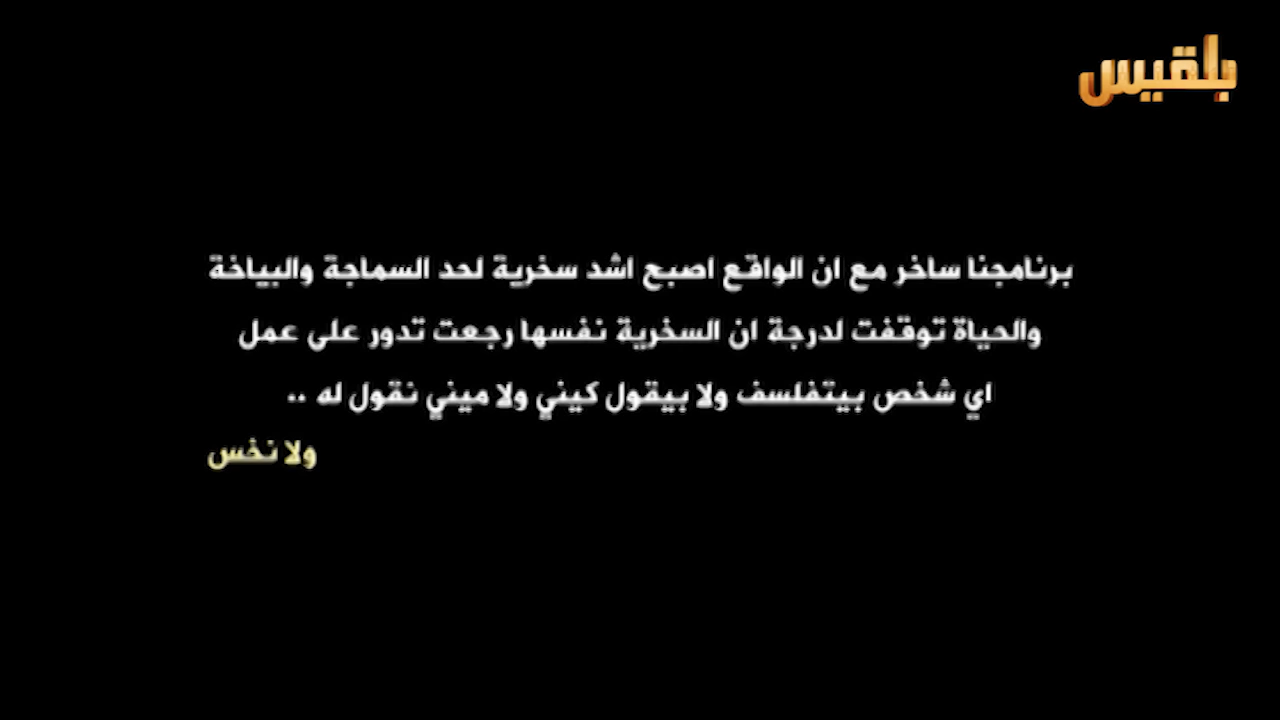 بلقيس
برنامجنا ساخر مع ان الواقع اصبح اشد سخرية لحد السماجة والبياخة
والحياة توقفت لدرجة ان السخرية نفسها رجعت تدور على عمل
اي شخص بيتفلسف ولا بيقول كيني ولا ميني نقول له ..
ولا نخس